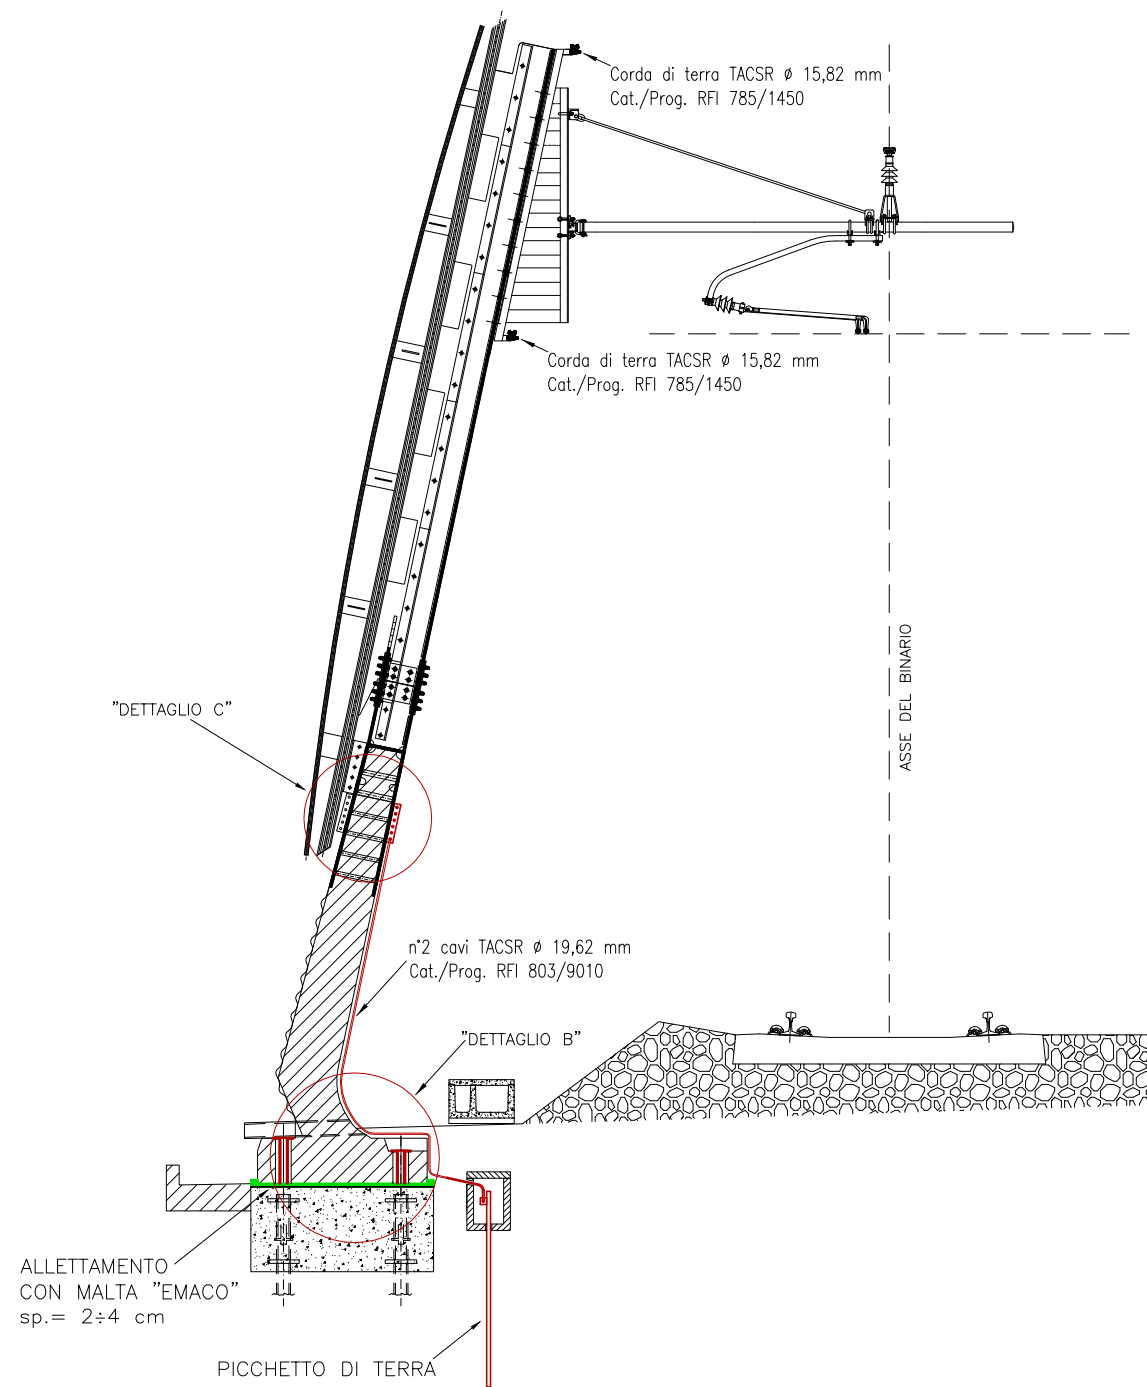 Corda di terra TACSR ø 15,82 mm
Cat./Prog. RFI 785/1450
Corda di terra TACSR ø 15,82 mm
Cat./Prog. RFI 785/1450
ASSE DEL BINARIO
"DETTAGLIO C"
n°2 cavi TACSR ø 19,62 mm
Cat./Prog. RFI 803/9010
"DETTAGLIO B"
ALLETTAMENTO
CON MALTA "EMACO"
sp.= 2÷4 cm
PICCHETTO DI TERRA